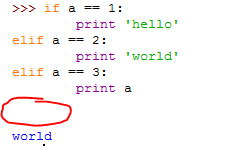 >>> if a == 1:
        print 'hello'
elif a == 2:
        print 'world'
elif a == 3:
        print a
world